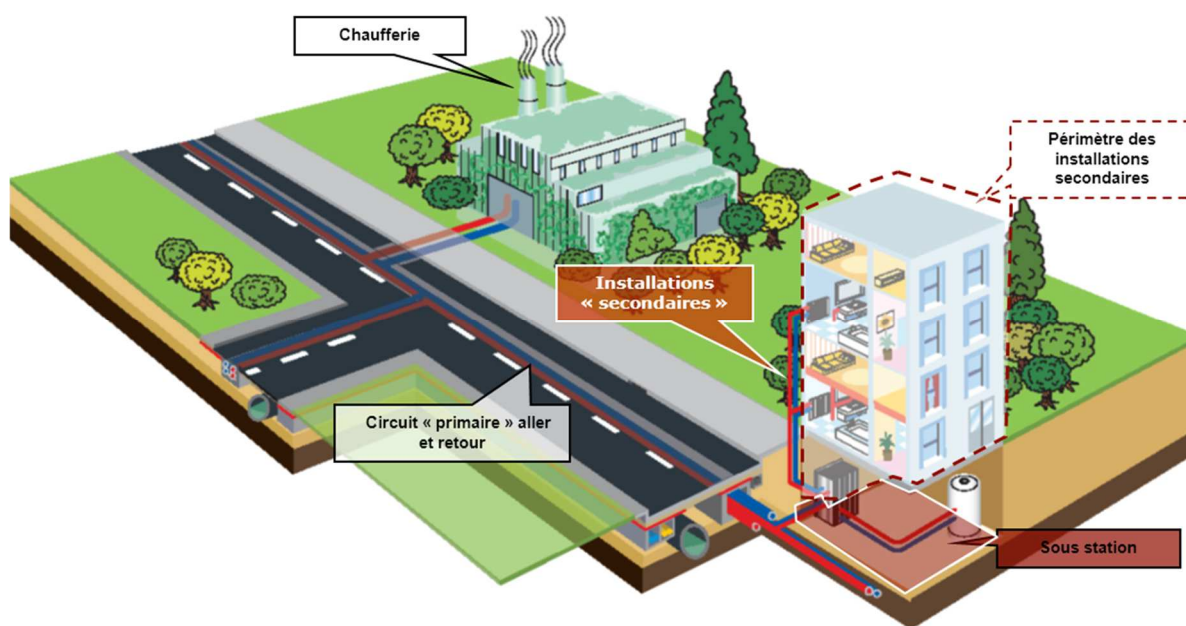 Chaufferie
Périmètre des
installations
secondaires
Installations
« secondaires »
Circuit « primaire » aller
et retour
Sous station